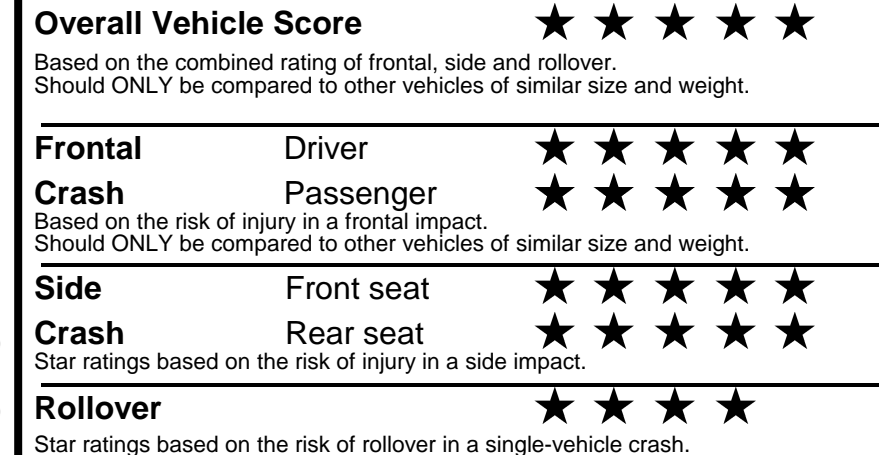 Overall Vehicle Score ★ ★ ★ ★ ★
Based on the combined rating of frontal, side and rollover.
Should ONLY be compared to other vehicles of similar size and weight.
Frontal Driver ★ ★ ★ ★ ★
Crash Passenger ★ ★ ★ ★ ★
Based on the risk of injury in a frontal impact.
Should ONLY be compared to other vehicles of similar size and weight.
Side Front seat ★ ★ ★ ★ ★
Crash Rear seat ★ ★ ★ ★ ★
Star ratings based on the risk of injury in a side impact.
Rollover ★ ★ ★ ★
Star ratings based on the risk of rollover in a single-vehicle crash.